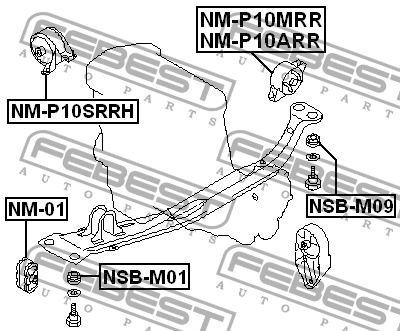 NM-P10MRR
NM-P10ARR
NM-P10SRRH
NM-01
NSB-M09
NSB-M01
FEBEST
AUTO PARTS
FEBEST
AUTO PARTS
FEBEST
AUTO PARTS
FEBEST
AUTO PARTS
FEBEST
AUTO PARTS
FEBEST
AUTO PARTS